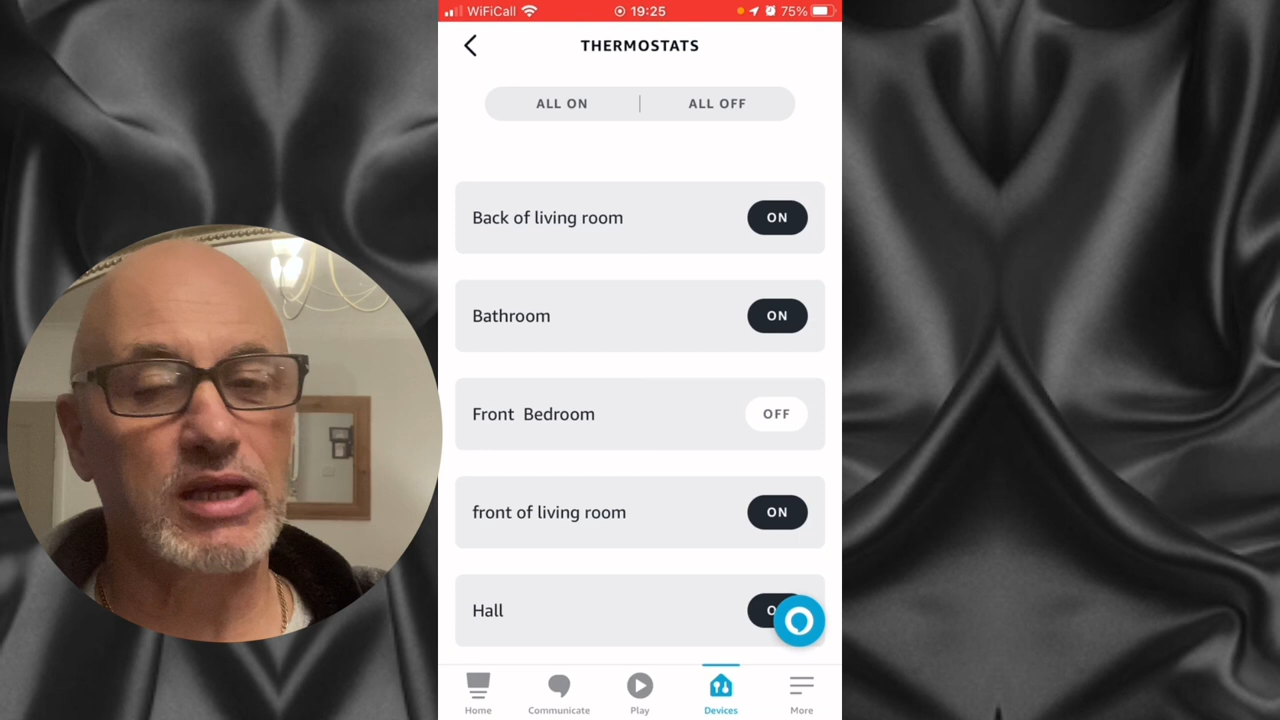 WiFiCall 19:25 75%
THERMOSTATS
ALL ON ALL OFF
Back of living room ON
Bathroom ON
Front Bedroom OFF
front of living room ON
Hall
Home Communicate Play Devices More